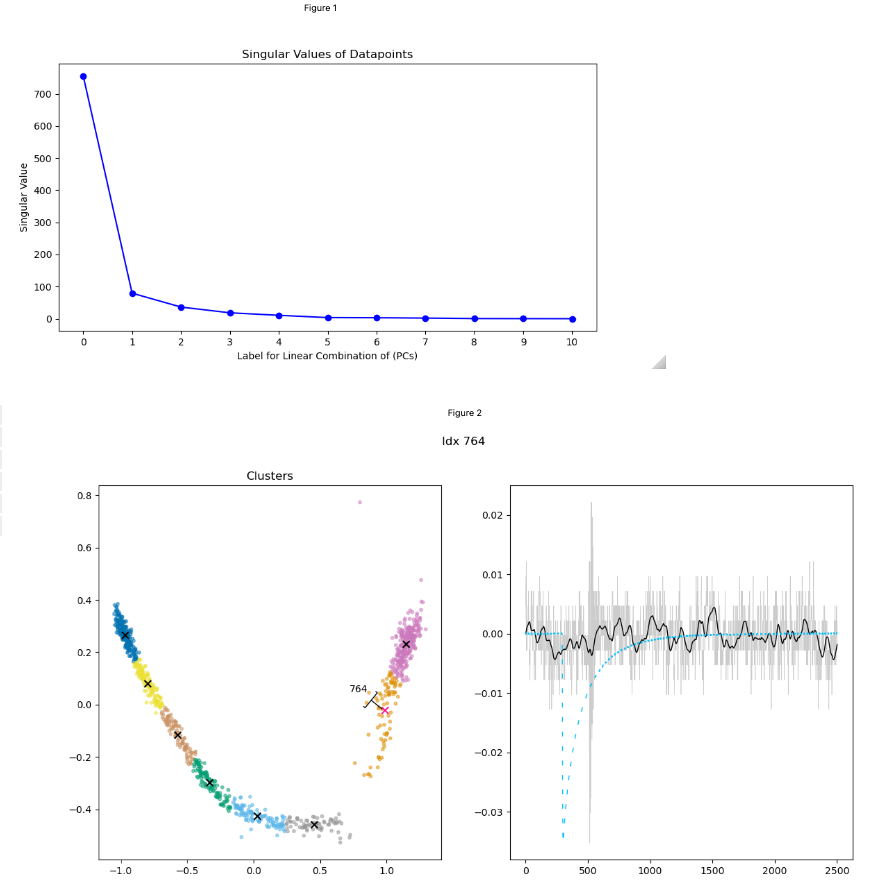 Figure 1
Singular Values of Datapoints
700
600
500
400
300
200
100
0
Singular Value
0 1 2 3 4 5 6 7 8 9 10
Label for Linear Combination of (PCs)
Figure 2
Idx 764
Clusters
0.8
0.6
0.4
0.2
0.0
−0.2
−0.4
764
−1.0 −0.5 0.0 0.5 1.0
0.02
0.01
0.00
−0.01
−0.02
−0.03
0 500 1000 1500 2000 2500